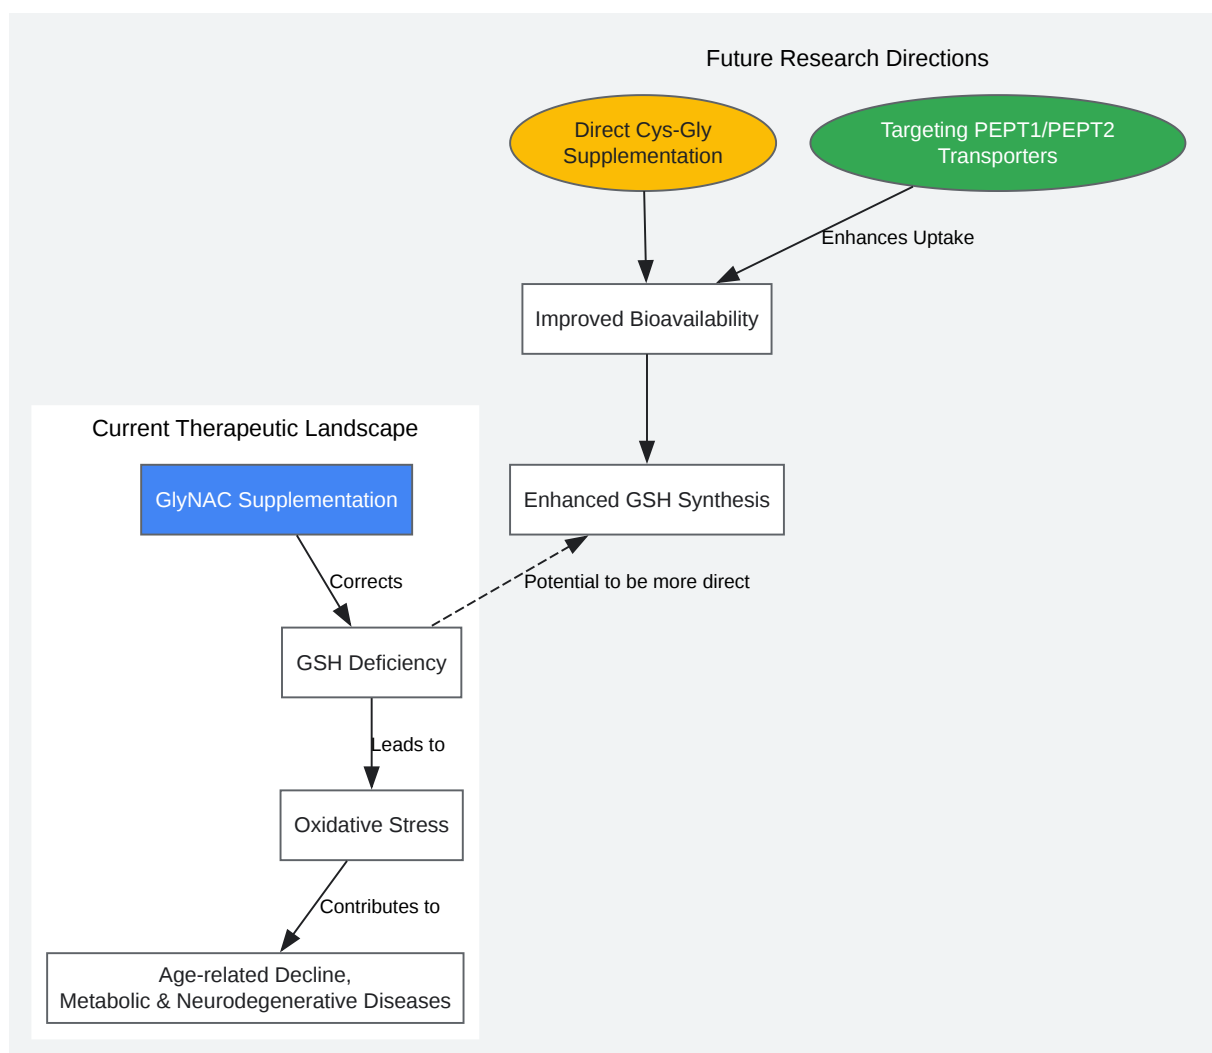 Future Research Directions
Direct Cys-Gly
Supplementation
Targeting PEPT1/PEPT2
Transporters
Enhances Uptake
Improved Bioavailability
Current Therapeutic Landscape
GlyNAC Supplementation
Enhanced GSH Synthesis
Corrects
Potential to be more direct
GSH Deficiency
Leads to
Oxidative Stress
Contributes to
Age-related Decline,
Metabolic & Neurodegenerative Diseases